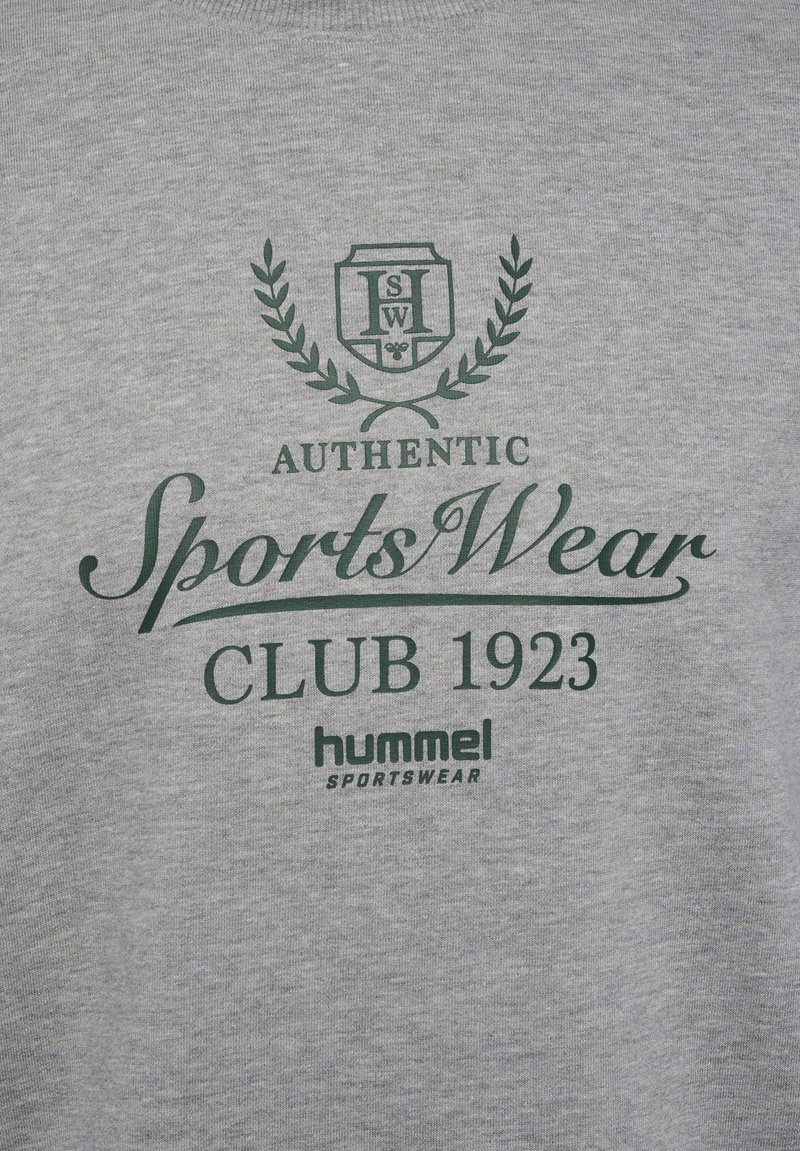 S
H
W
AUTHENTIC
SportsWear
CLUB 1923
hummel
SPORTSWEAR